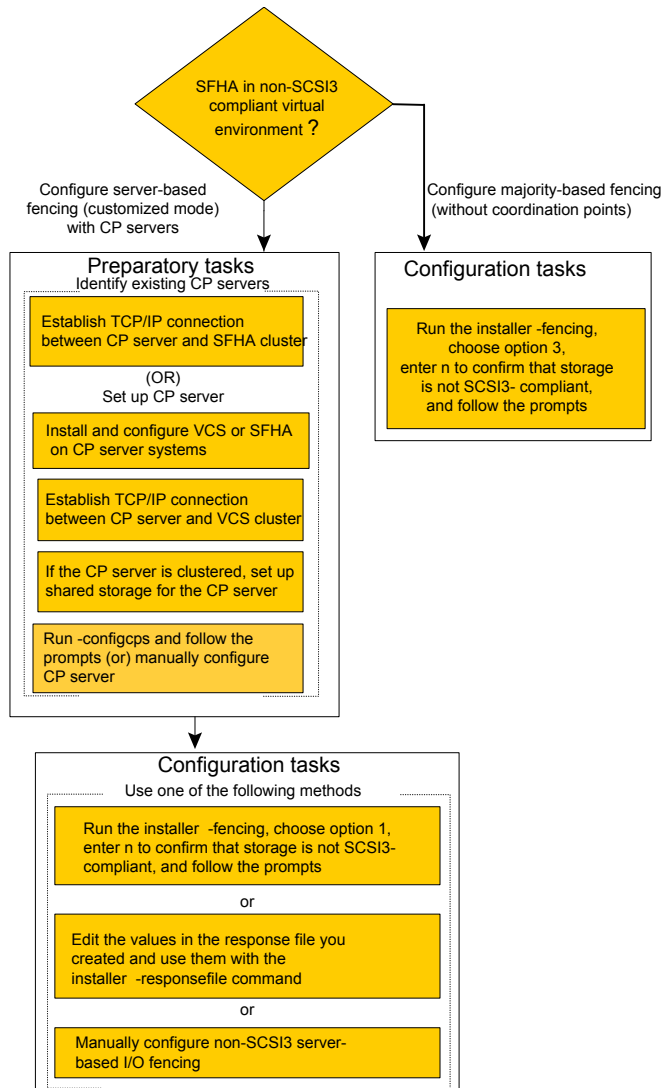 SFHA in non-SCSI3
compliant virtual
environment ?
Configure server-based
fencing (customized mode)
with CP servers
Configure majority-based fencing
(without coordination points)
Preparatory tasks
Identify existing CP servers
Establish TCP/IP connection
between CP server and SFHA cluster
(OR)
Set up CP server
Install and configure VCS or SFHA
on CP server systems
Establish TCP/IP connection
between CP server and VCS cluster
If the CP server is clustered, set up
shared storage for the CP server
Run -configcps and follow the
prompts (or) manually configure
CP server
Configuration tasks
Run the installer -fencing,
choose option 3,
enter n to confirm that storage
is not SCSI3- compliant,
and follow the prompts
Configuration tasks
Use one of the following methods
Run the installer -fencing, choose option 1,
enter n to confirm that storage is not SCSI3-
compliant, and follow the prompts
or
Edit the values in the response file you
created and use them with the
installer -responsefile command
or
Manually configure non-SCSI3 server-
based I/O fencing